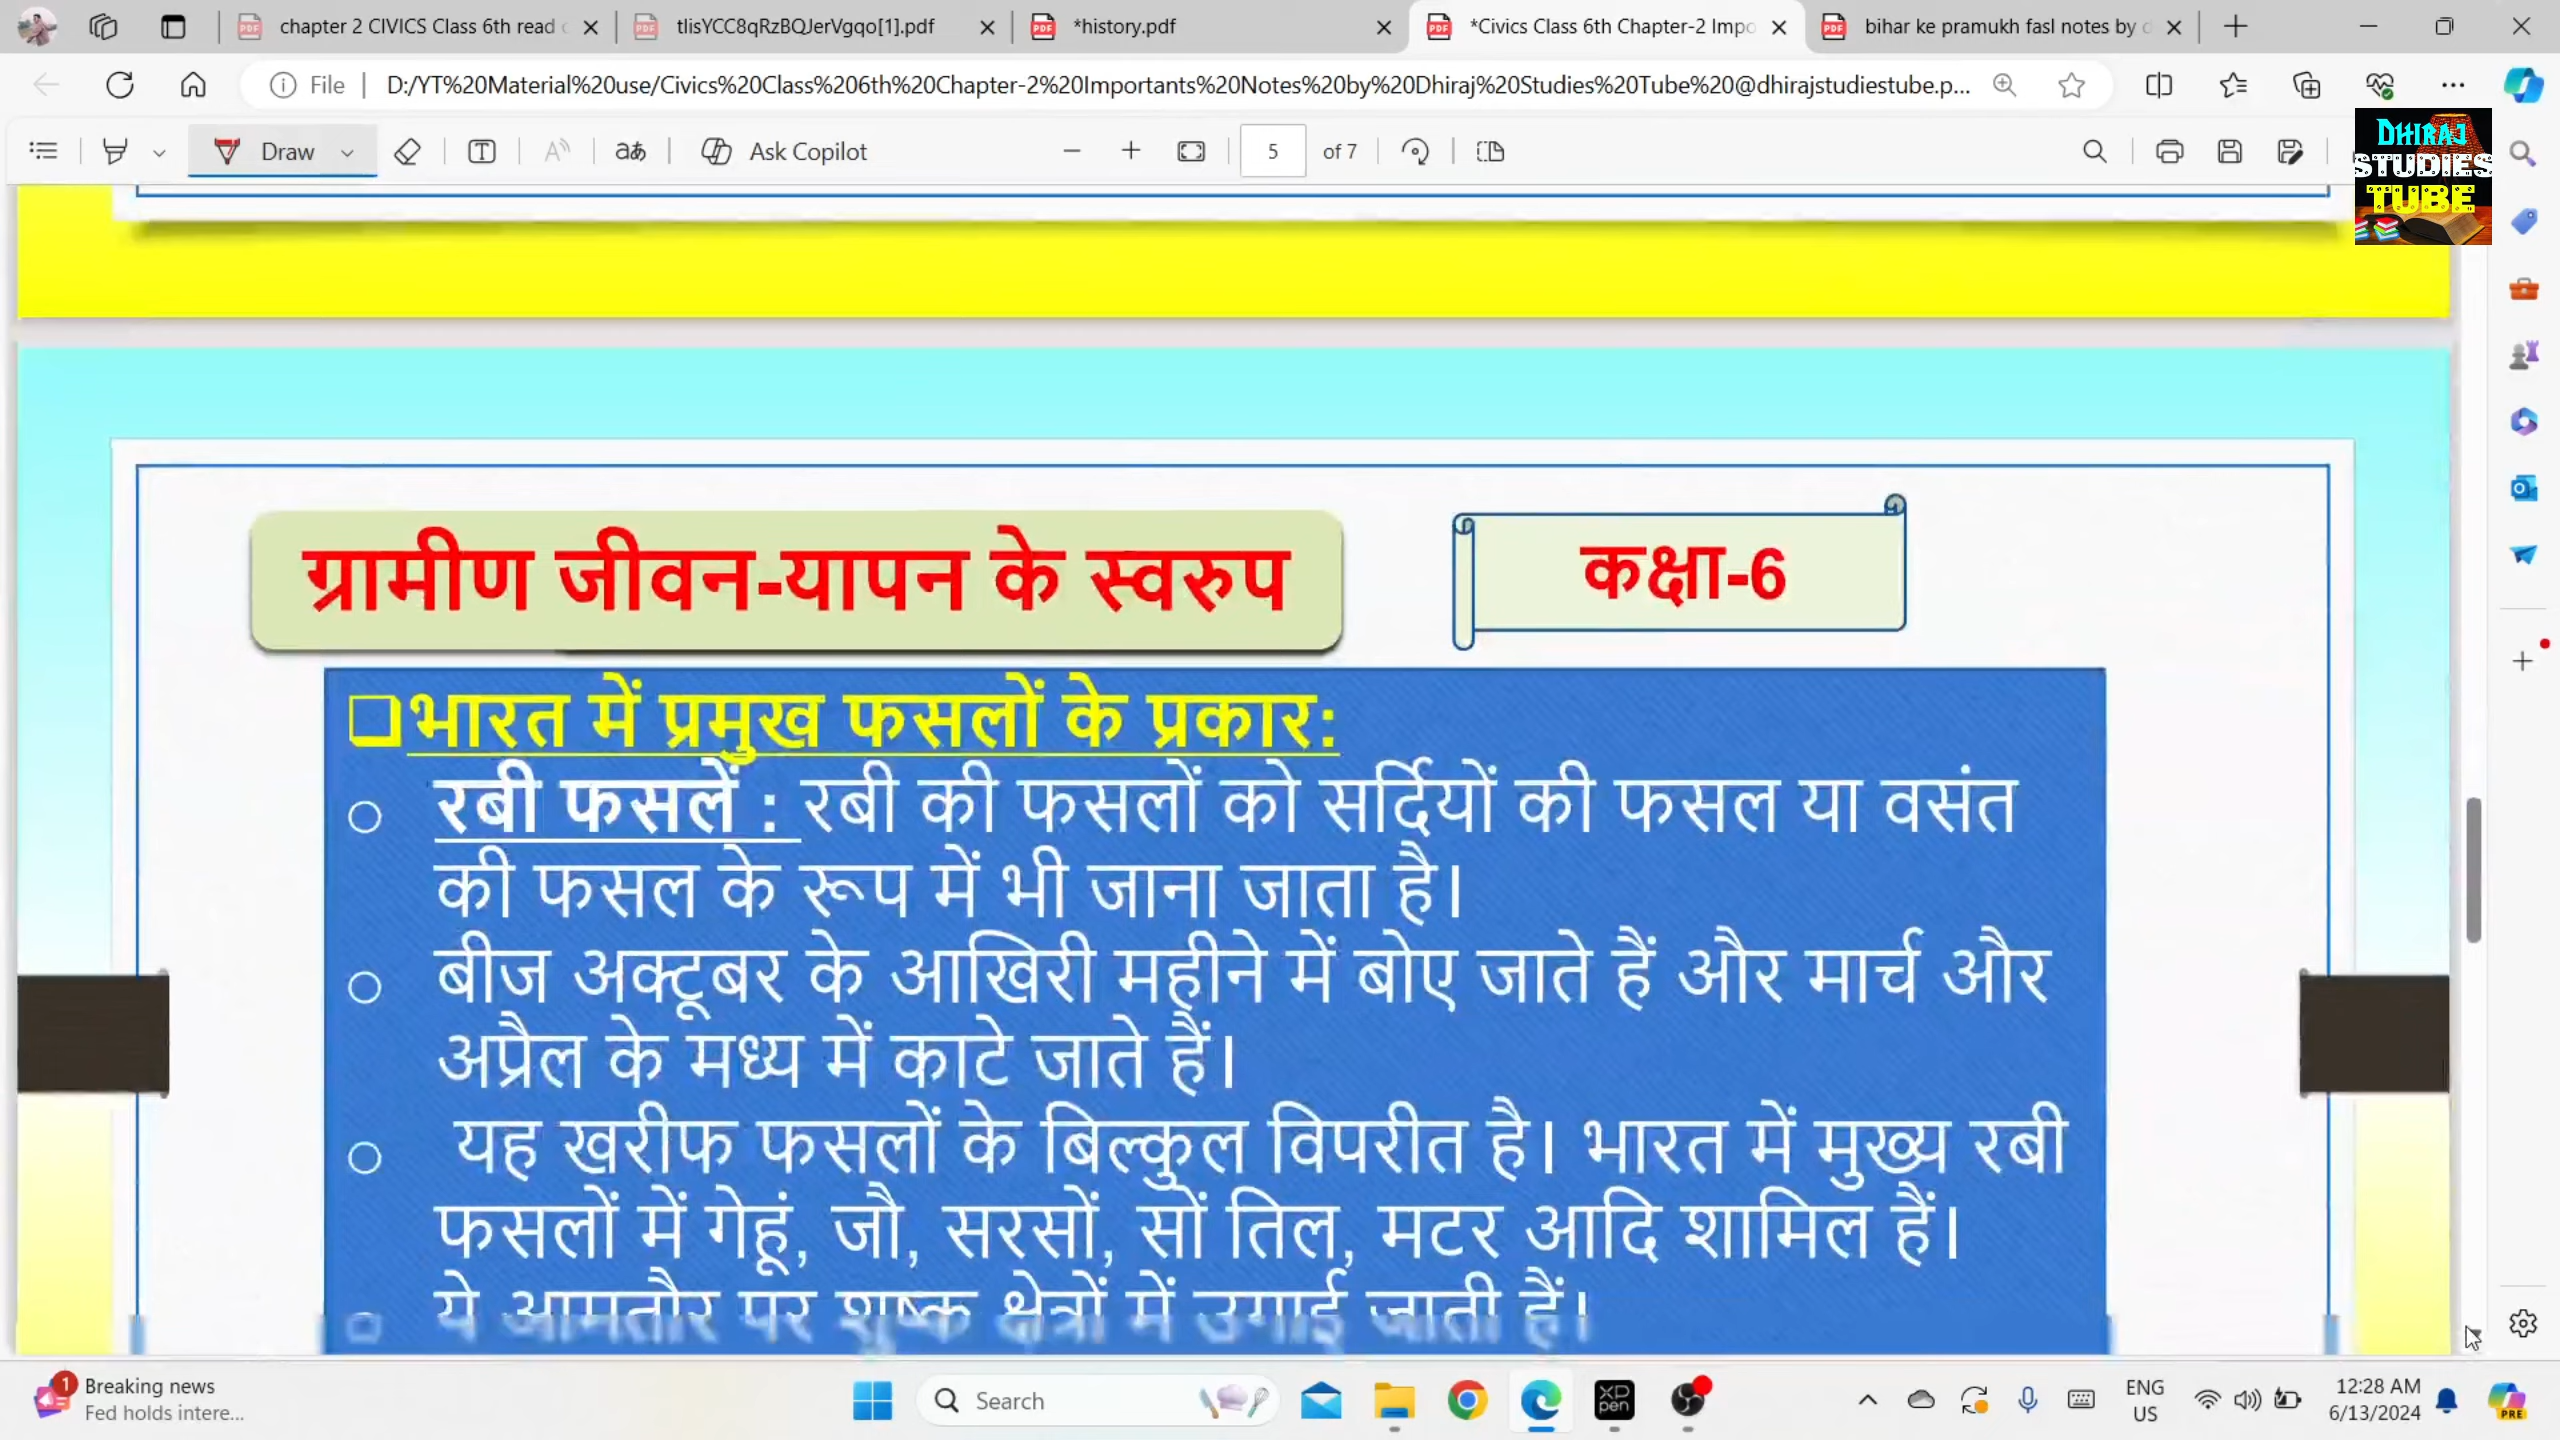 chapter 2 CIVICS Class 6th read
tlisYCC8qRzBQJerVgqo[1].pdf
*history.pdf
*Civics Class 6th Chapter-2 Impo
bihar ke pramukh fasl notes by
File
D:/YT%20Material%20use/Civics%20Class%206th%20Chapter-2%20Importants%20Notes%20by%20Dhiraj%20Studies%20Tube%20@dhirajstudiestube.p...
Draw
Ask Copilot
5 of 7
DHIRAJ
STUDIES
TUBE
ग्रामीण जीवन-यापन के स्वरुप
कक्षा-6
भारत में प्रमुख फसलों के प्रकार:
रबी फसलें : रबी की फसलों को सर्दियों की फसल या वसंत
की फसल के रूप में भी जाना जाता है।
बीज अक्टूबर के आखिरी महीने में बोए जाते हैं और मार्च और
अप्रैल के मध्य में काटे जाते हैं।
यह खरीफ फसलों के बिल्कुल विपरीत है। भारत में मुख्य रबी
फसलों में गेहूं, जौ, सरसों, सों तिल, मटर आदि शामिल हैं।
ये आमतौर पर शुष्क क्षेत्रों में उगाई जाती हैं।
1
Breaking news
Fed holds intere...
Search
XP
pen
ENG
US
12:28 AM
6/13/2024
PRE